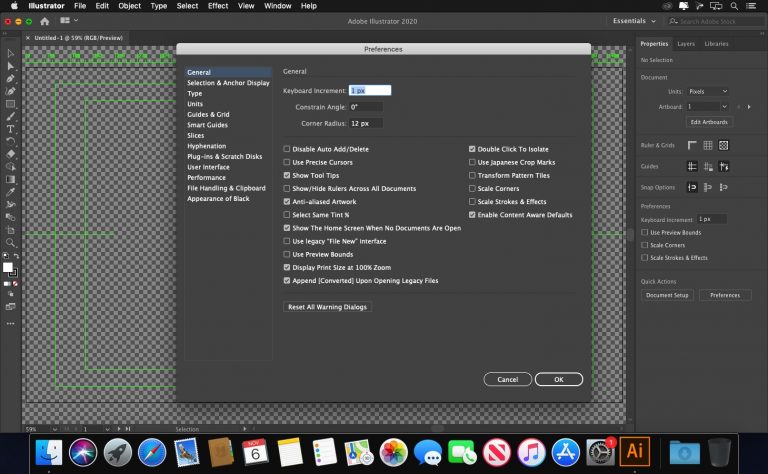 Illustrator File Edit Object Type Select Effect View Window Help
Adobe Illustrator 2020
Essentials
Search Adobe Stock
Untitled-1 @ 59% (RGB/Preview)
Preferences
General
Selection & Anchor Display
Type
Units
Guides & Grid
Smart Guides
Slices
Hyphenation
Plug-ins & Scratch Disks
User Interface
Performance
File Handling & Clipboard
Appearance of Black
General
Keyboard Increment: 1 px
Constrain Angle: 0°
Corner Radius: 12 px
Disable Auto Add/Delete
Use Precise Cursors
Show Tool Tips
Show/Hide Rulers Across All Documents
Anti-aliased Artwork
Select Same Tint %
Show The Home Screen When No Documents Are Open
Use legacy "File New" Interface
Use Preview Bounds
Display Print Size at 100% Zoom
Append [Converted] Upon Opening Legacy Files
Double Click To Isolate
Use Japanese Crop Marks
Transform Pattern Tiles
Scale Corners
Scale Strokes & Effects
Enable Content Aware Defaults
Reset All Warning Dialogs
Cancel
OK
Properties Layers Libraries
No Selection
Document
Units: Pixels
Artboard: 1
Edit Artboards
Ruler & Grids
Guides
Snap Options
Preferences
Keyboard Increment 1 px
Use Preview Bounds
Scale Corners
Scale Strokes & Effects
Quick Actions
Document Setup
Preferences
59%
1
Selection
NOV
6
1
Ai